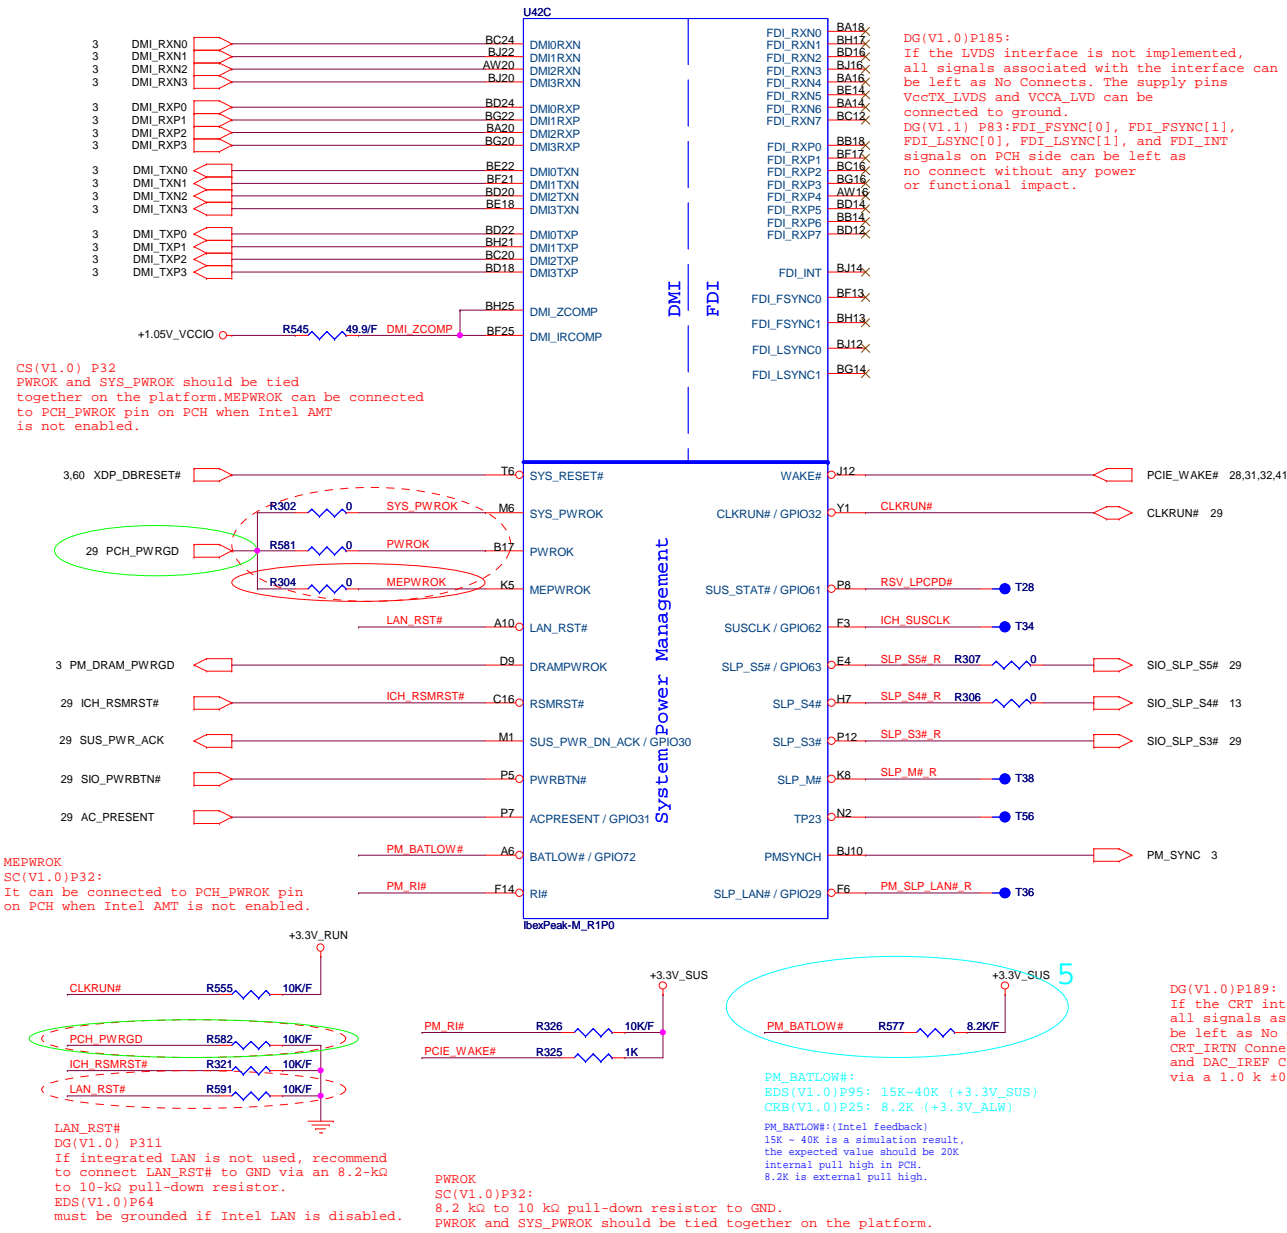 U42C
3 DMI_RXN0 BC24 DMI0RXN
3 DMI_RXN1 BJ22 DMI1RXN
3 DMI_RXN2 AW20 DMI2RXN
3 DMI_RXN3 BJ20 DMI3RXN
3 DMI_RXP0 BD24 DMI0RXP
3 DMI_RXP1 BG22 DMI1RXP
3 DMI_RXP2 BA20 DMI2RXP
3 DMI_RXP3 BG20 DMI3RXP
3 DMI_TXN0 BE22 DMI0TXN
3 DMI_TXN1 BF21 DMI1TXN
3 DMI_TXN2 BD20 DMI2TXN
3 DMI_TXN3 BE18 DMI3TXN
3 DMI_TXP0 BD22 DMI0TXP
3 DMI_TXP1 BH21 DMI1TXP
3 DMI_TXP2 BC20 DMI2TXP
3 DMI_TXP3 BD18 DMI3TXP
BH25 DMI_ZCOMP
+1.05V_VCCIO R545 49.9/F DMI_ZCOMP BF25 DMI_IRCOMP
DMI
FDI
FDI_RXN0 BA18
FDI_RXN1 BH17
FDI_RXN2 BD16
FDI_RXN3 BJ16
FDI_RXN4 BA16
FDI_RXN5 BE14
FDI_RXN6 BA14
FDI_RXN7 BC12
FDI_RXP0 BB18
FDI_RXP1 BF17
FDI_RXP2 BC16
FDI_RXP3 BG16
FDI_RXP4 AW16
FDI_RXP5 BD14
FDI_RXP6 BB14
FDI_RXP7 BD12
FDI_INT BJ14
FDI_FSYNC0 BF13
FDI_FSYNC1 BH13
FDI_LSYNC0 BJ12
FDI_LSYNC1 BG14
DG(V1.0)P185:
If the LVDS interface is not implemented,
all signals associated with the interface can
be left as No Connects. The supply pins
VccTX_LVDS and VCCA_LVD can be
connected to ground.
DG(V1.1) P83:FDI_FSYNC[0], FDI_FSYNC[1],
FDI_LSYNC[0], FDI_LSYNC[1], and FDI_INT
signals on PCH side can be left as
no connect without any power
or functional impact.
CS(V1.0) P32
PWROK and SYS_PWROK should be tied
together on the platform.MEPWROK can be connected
to PCH_PWROK pin on PCH when Intel AMT
is not enabled.
3,60 XDP_DBRESET# T6 SYS_RESET#
R302 0 SYS_PWROK M6 SYS_PWROK
29 PCH_PWRGD R581 0 PWROK B17 PWROK
R304 0 MEPWROK K5 MEPWROK
LAN_RST# A10 LAN_RST#
3 PM_DRAM_PWRGD D9 DRAMPWROK
29 ICH_RSMRST# ICH_RSMRST# C16 RSMRST#
29 SUS_PWR_ACK M1 SUS_PWR_DN_ACK / GPIO30
29 SIO_PWRBTN# P5 PWRBTN#
29 AC_PRESENT P7 ACPRESENT / GPIO31
PM_BATLOW# A6 BATLOW# / GPIO72
PM_RI# F14 RI#
System Power Management
WAKE# J12 PCIE_WAKE# 28,31,32,41
CLKRUN# / GPIO32 Y1 CLKRUN# CLKRUN# 29
SUS_STAT# / GPIO61 P8 RSV_LPCPD# T28
SUSCLK / GPIO62 F3 ICH_SUSCLK T34
SLP_S5# / GPIO63 E4 SLP_S5#_R R307 0 SIO_SLP_S5# 29
SLP_S4# H7 SLP_S4#_R R306 0 SIO_SLP_S4# 13
SLP_S3# P12 SLP_S3#_R SIO_SLP_S3# 29
SLP_M# K8 SLP_M#_R T38
TP23 N2 T56
PMSYNCH BJ10 PM_SYNC 3
SLP_LAN# / GPIO29 F6 PM_SLP_LAN#_R T36
IbexPeak-M_R1P0
MEPWROK
SC(V1.0)P32:
It can be connected to PCH_PWROK pin
on PCH when Intel AMT is not enabled.
+3.3V_RUN
CLKRUN# R555 10K/F
PCH_PWRGD R582 10K/F
ICH_RSMRST# R321 10K/F
LAN_RST# R591 10K/F
LAN_RST#
DG(V1.0) P311
If integrated LAN is not used, recommend
to connect LAN_RST# to GND via an 8.2-kΩ
to 10-kΩ pull-down resistor.
EDS(V1.0)P64
must be grounded if Intel LAN is disabled.
+3.3V_SUS
PM_RI# R326 10K/F
PCIE_WAKE# R325 1K
PWROK
SC(V1.0)P32:
8.2 kΩ to 10 kΩ pull-down resistor to GND.
PWROK and SYS_PWROK should be tied together on the platform.
+3.3V_SUS 5
PM_BATLOW# R577 8.2K/F
PM_BATLOW#:
EDS(V1.0)P95: 15K~40K (+3.3V_SUS)
CRB(V1.0)P25: 8.2K (+3.3V_ALW)
PM_BATLOW#:(Intel feedback)
15K ~ 40K is a simulation result,
the expected value should be 20K
internal pull high in PCH.
8.2K is external pull high.
DG(V1.0)P189:
If the CRT int
all signals as
be left as No
CRT_IRTN Conne
and DAC_IREF C
via a 1.0 k ±0